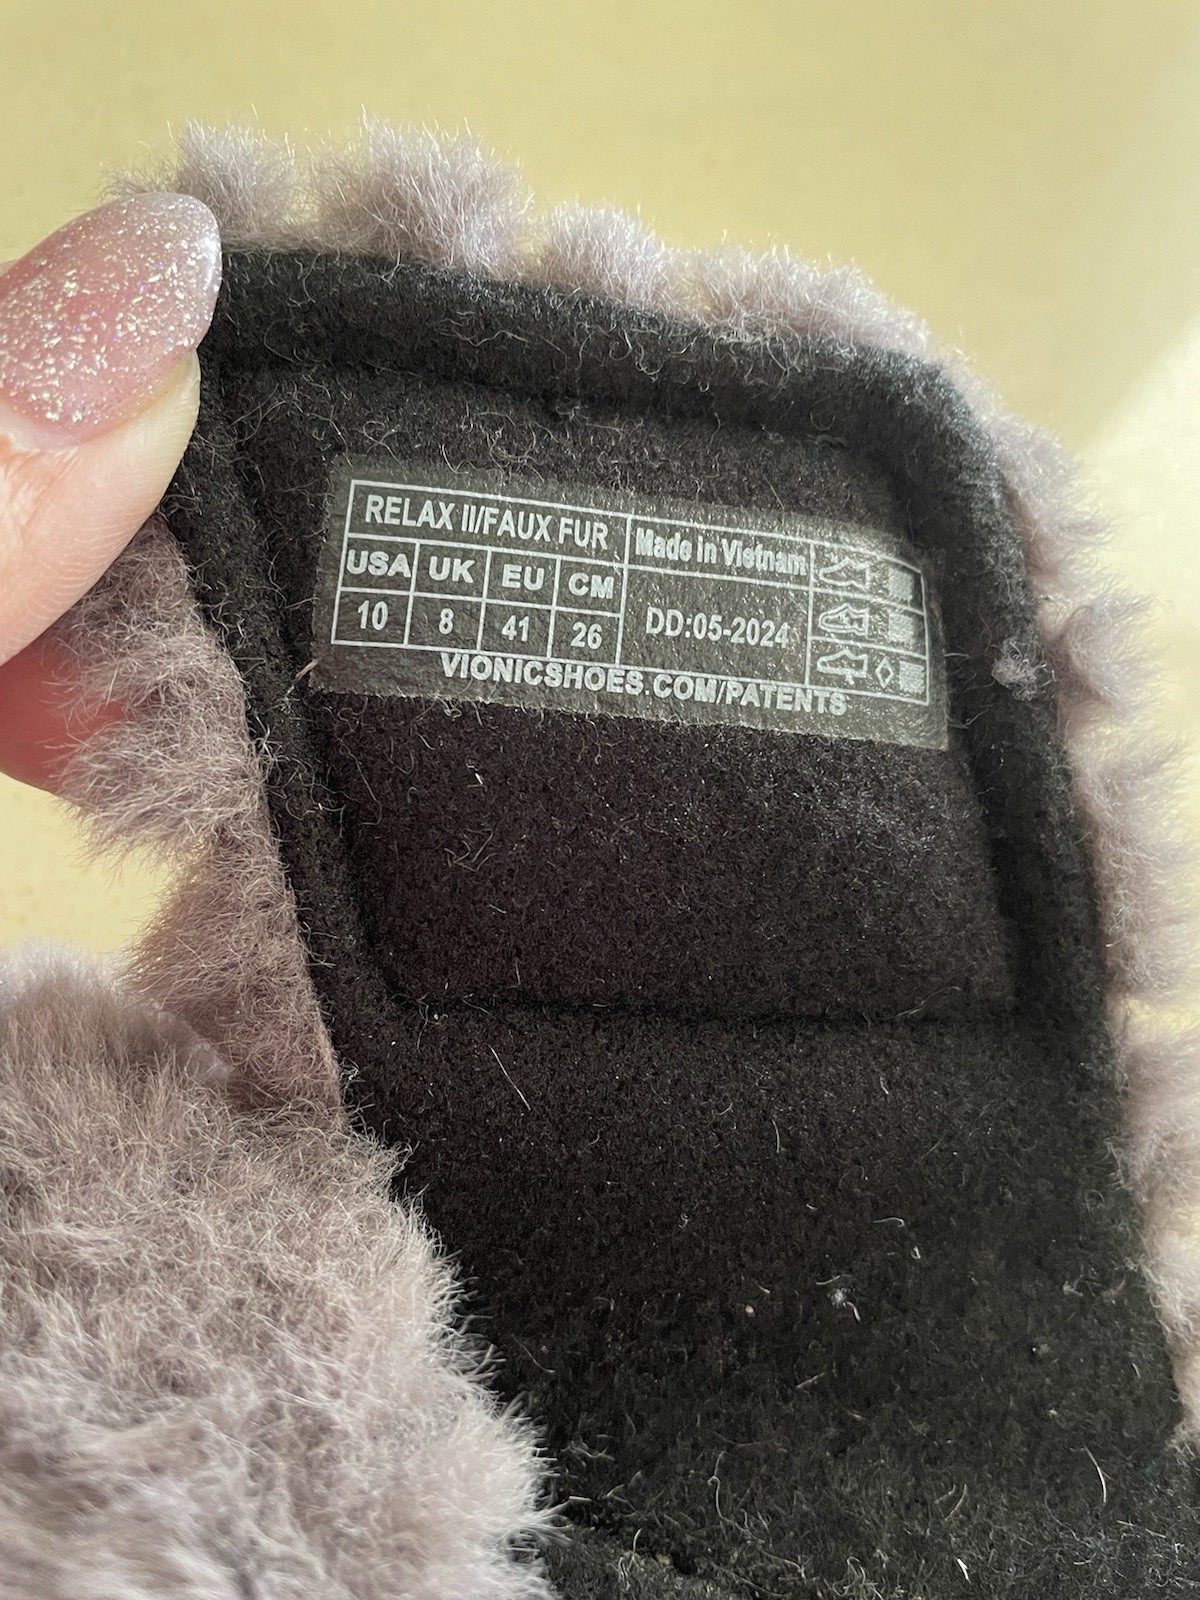 RELAX II/FAUX FUR
Made in Vietnam
USA UK EU CM
10 8 41 26
DD:05-2024
VIONICSHOES.COM/PATENTS